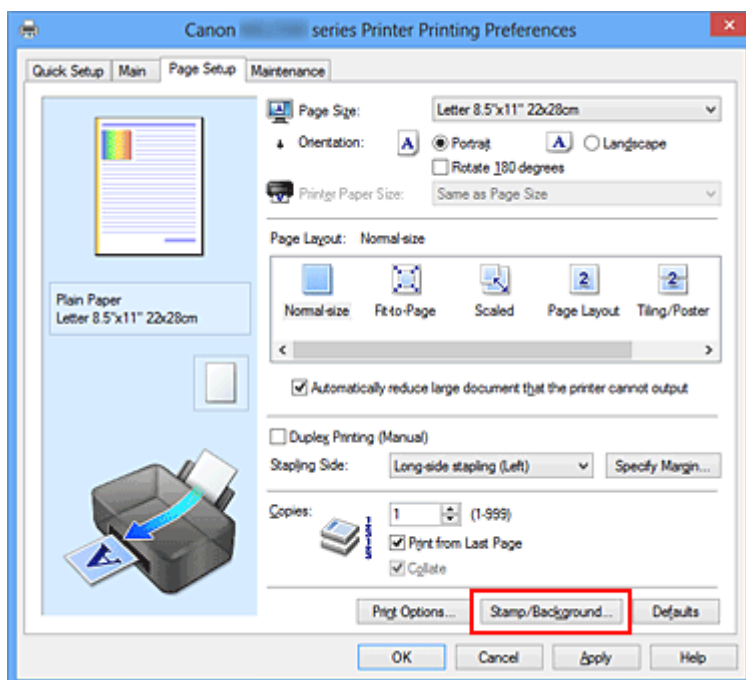 Canon series Printer Printing Preferences
Quick Setup Main Page Setup Maintenance
Page Size: Letter 8.5"x11" 22x28cm
Orientation: A Portrait A Landscape
Rotate 180 degrees
Printer Paper Size: Same as Page Size
Page Layout: Normal-size
2 2
Normal-size Fit-to-Page Scaled Page Layout Tiling/Poster
Plain Paper
Letter 8.5"x11" 22x28cm
Automatically reduce large document that the printer cannot output
Duplex Printing (Manual)
Stapling Side: Long-side stapling (Left) Specify Margin...
Copies: 1 (1-999)
Print from Last Page
Collate
A
Print Options... Stamp/Background... Defaults
OK Cancel Apply Help